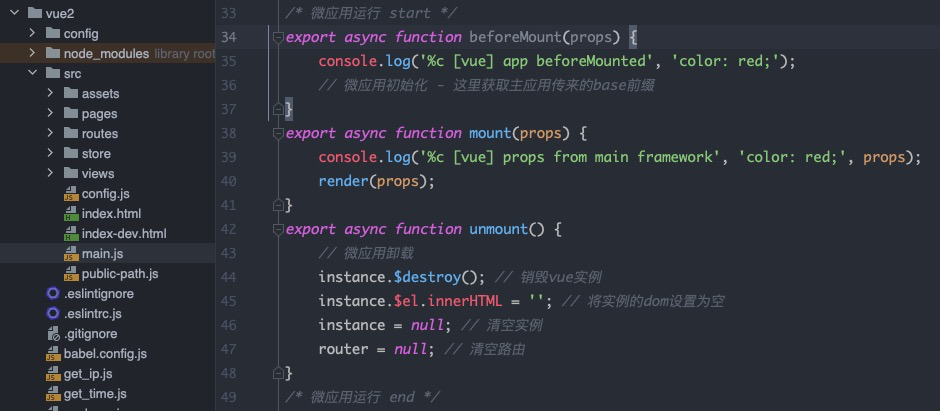 vue2
config
node_modules library root
src
assets
pages
routes
store
views
config.js
index.html
index-dev.html
main.js
public-path.js
.eslintignore
.eslintrc.js
.gitignore
babel.config.js
get_ip.js
get_time.js
33 /* 微应用运行 start */
34 export async function beforeMount(props) {
35 console.log('%c [vue] app beforeMounted', 'color: red;');
36 // 微应用初始化 - 这里获取主应用传来的base前缀
37 }
38 export async function mount(props) {
39 console.log('%c [vue] props from main framework', 'color: red;', props);
40 render(props);
41 }
42 export async function unmount() {
43 // 微应用卸载
44 instance.$destroy(); // 销毁vue实例
45 instance.$el.innerHTML = ''; // 将实例的dom设置为空
46 instance = null; // 清空实例
47 router = null; // 清空路由
48 }
49 /* 微应用运行 end */